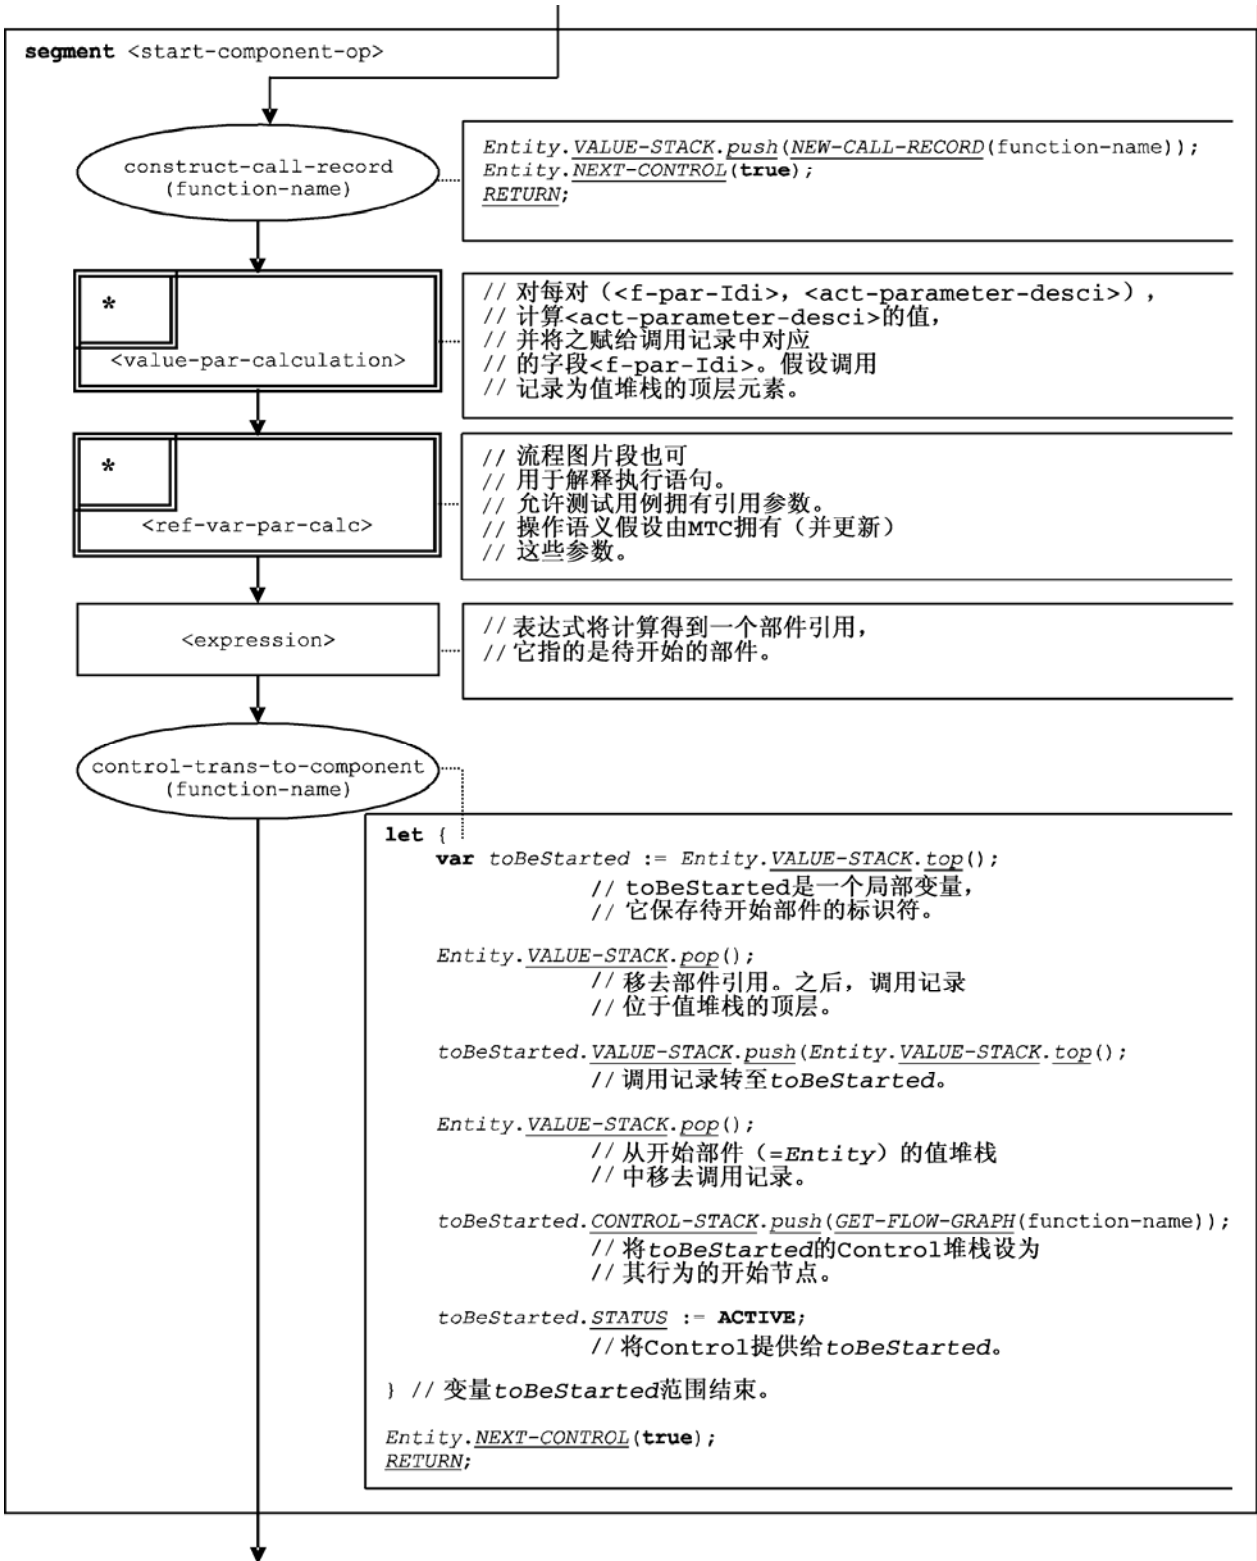 segment <start-component-op>
construct-call-record
(function-name)
Entity.VALUE-STACK.push(NEW-CALL-RECORD(function-name));
Entity.NEXT-CONTROL(true);
RETURN;
*
<value-par-calculation>
// 对每对（<f-par-Idi>，<act-parameter-desci>），
// 计算<act-parameter-desci>的值，
// 并将之赋给调用记录中对应
// 的字段<f-par-Idi>。假设调用
// 记录为值堆栈的顶层元素。
*
<ref-var-par-calc>
// 流程图片段也可
// 用于解释执行语句。
// 允许测试用例拥有引用参数。
// 操作语义假设由MTC拥有（并更新）
// 这些参数。
<expression>
// 表达式将计算得到一个部件引用，
// 它指的是待开始的部件。
control-trans-to-component
(function-name)
let {
var toBeStarted := Entity.VALUE-STACK.top();
// toBeStarted是一个局部变量，
// 它保存待开始部件的标识符。
Entity.VALUE-STACK.pop();
// 移去部件引用。之后，调用记录
// 位于值堆栈的顶层。
toBeStarted.VALUE-STACK.push(Entity.VALUE-STACK.top();
// 调用记录转至toBeStarted。
Entity.VALUE-STACK.pop();
// 从开始部件（=Entity）的值堆栈
// 中移去调用记录。
toBeStarted.CONTROL-STACK.push(GET-FLOW-GRAPH(function-name));
// 将toBeStarted的Control堆栈设为
// 其行为的开始节点。
toBeStarted.STATUS := ACTIVE;
// 将Control提供给toBeStarted。
} // 变量toBeStarted范围结束。
Entity.NEXT-CONTROL(true);
RETURN;